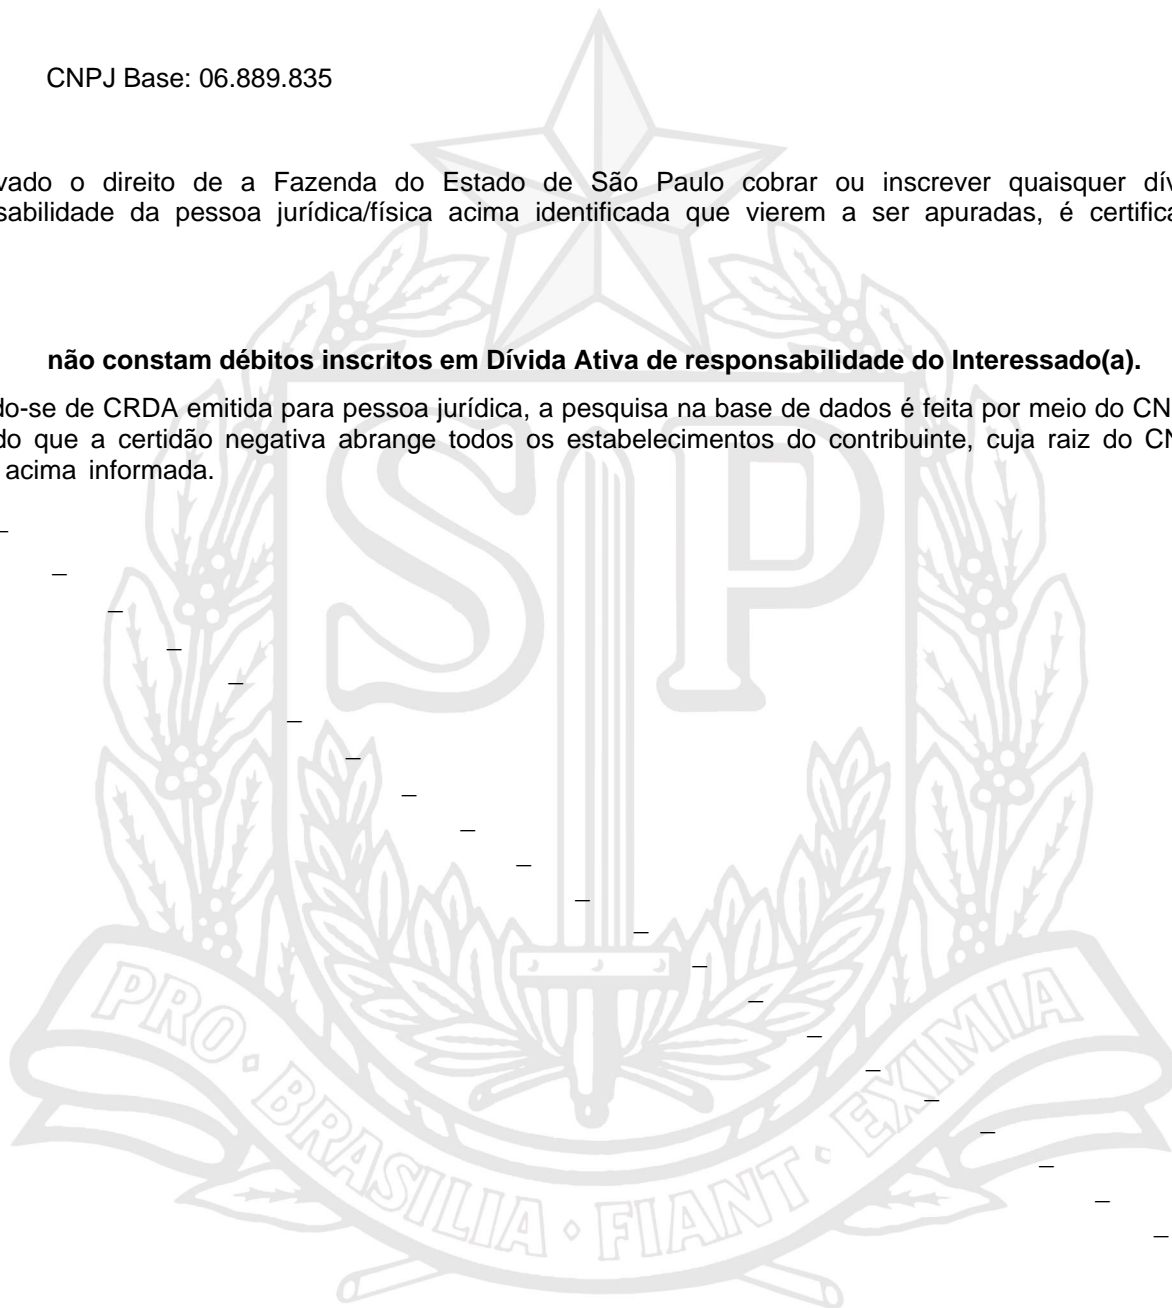 CNPJ Base: 06.889.835
vado o direito de a Fazenda do Estado de São Paulo cobrar ou inscrever quaisquer dív
sabilidade da pessoa jurídica/física acima identificada que vierem a ser apuradas, é certifica
não constam débitos inscritos em Dívida Ativa de responsabilidade do Interessado(a).
do-se de CRDA emitida para pessoa jurídica, a pesquisa na base de dados é feita por meio do CN
do que a certidão negativa abrange todos os estabelecimentos do contribuinte, cuja raiz do CN
acima informada.
SP
PRO • BRASILIA • FIANT • EXIMIA